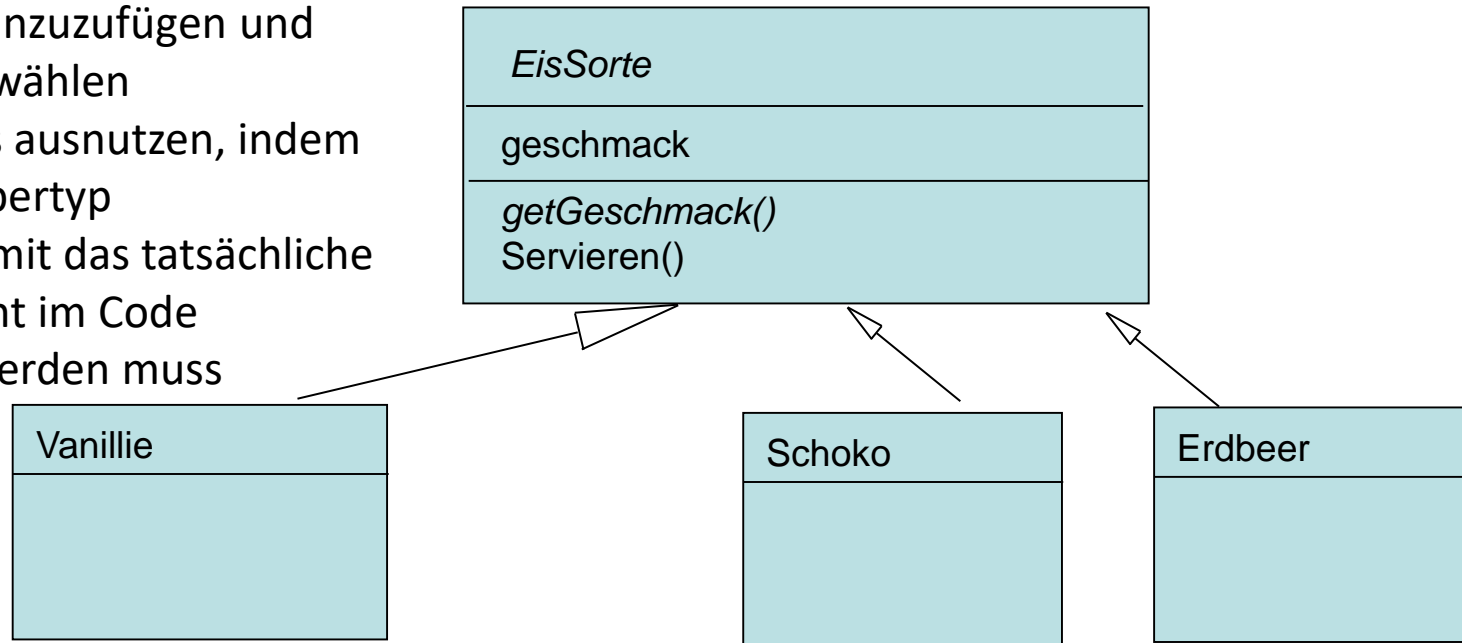 nzuzufügen und
wählen
s ausnutzen, indem
pertyp
mit das tatsächliche
nt im Code
erden muss
EisSorte
geschmack
getGeschmack()
Servieren()
Vanillie
Schoko
Erdbeer